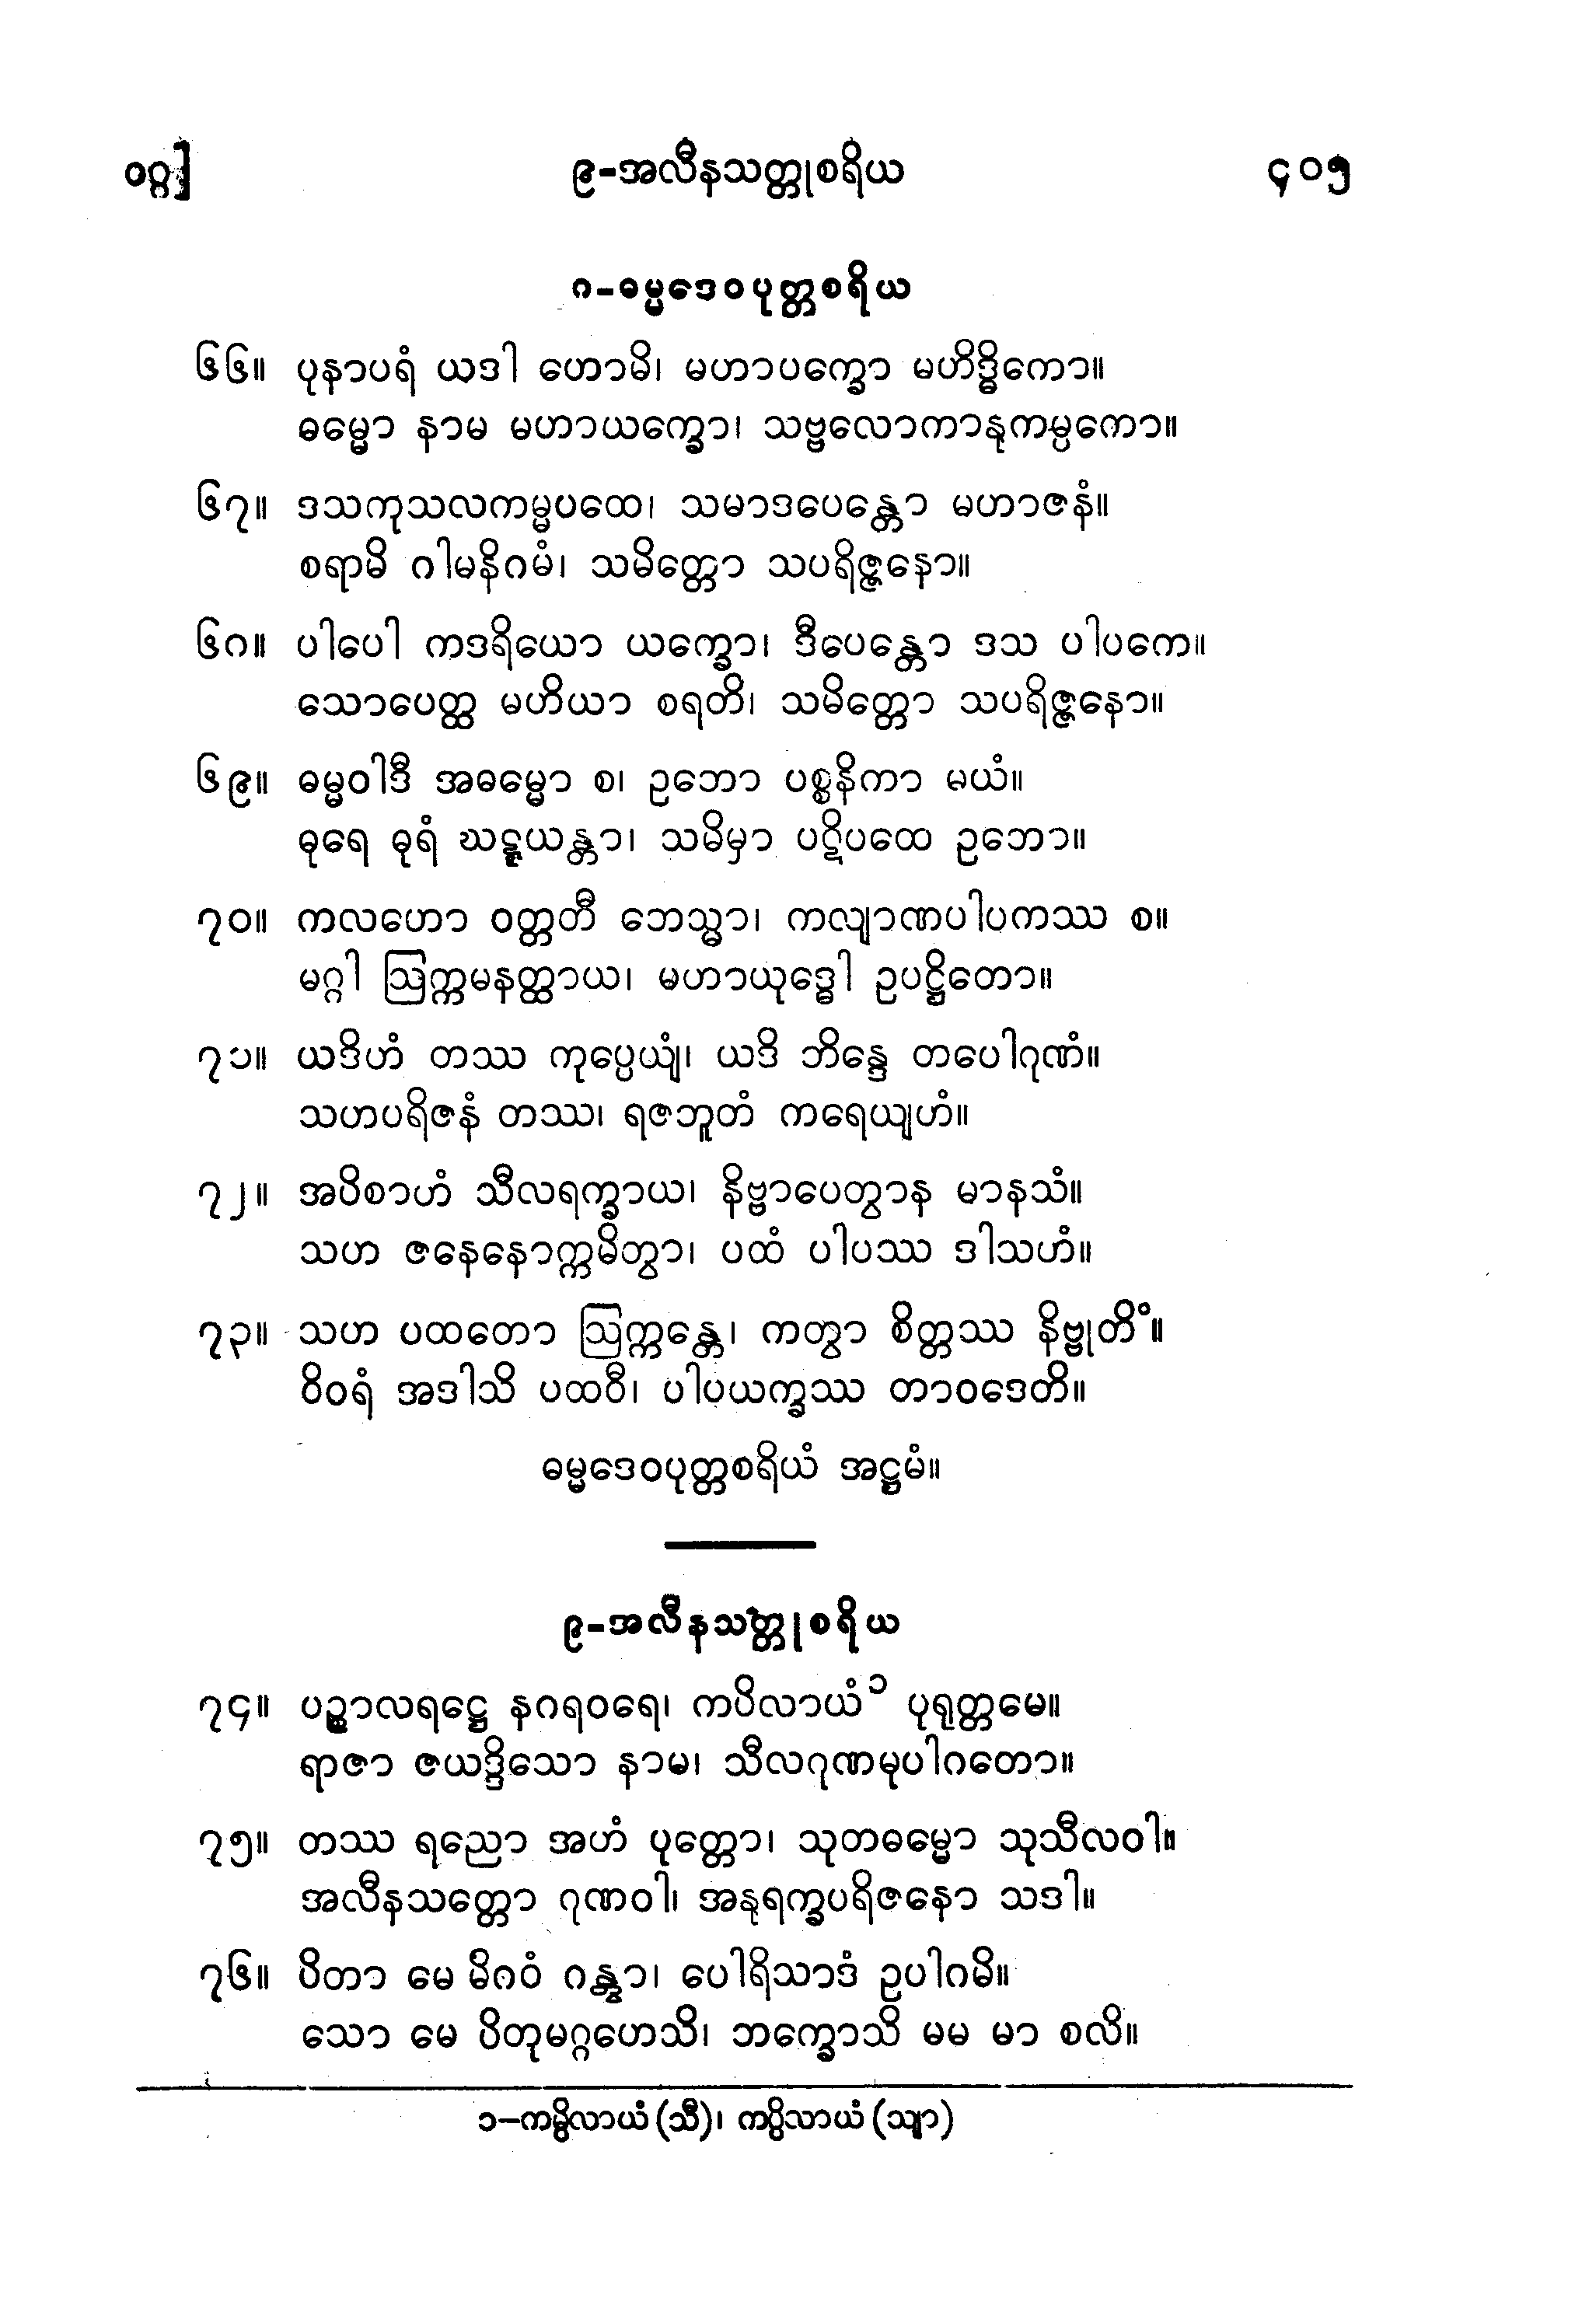 ဝဂ္ဂ]
၉-အလီနသတ္တုစရိယ
၄၀၅
၈-ဓမ္မဒေဝပုတ္တစရိယ
၆၆။ ပုနာပရံ ယဒါ ဟောမိ၊ မဟာပက္ခော မဟိဒ္ဓိကော။
ဓမ္မော နာမ မဟာယက္ခော၊ သဗ္ဗလောကာနုကမ္ပကော။
၆၇။ ဒသကုသလကမ္မပထေ၊ သမာဒပေန္တော မဟာဇနံ။
စရာမိ ဂါမနိဂမံ၊ သမိတ္တော သပရိဇ္ဇနော။
၆၈။ ပါပေါ ကဒရိယော ယက္ခော၊ ဒီပေန္တော ဒသ ပါပကေ။
သောပေတ္ထ မဟိယာ စရတိ၊ သမိတ္တော သပရိဇ္ဇနော။
၆၉။ ဓမ္မဝါဒီ အဓမ္မော စ၊ ဥဘော ပစ္စနိကာ မယံ။
ဓုရေ ဓုရံ ဃဋ္ဋယန္တာ၊ သမိမှာ ပဋိပထေ ဥဘော။
၇၀။ ကလဟော ဝတ္တတီ ဘေသ္မာ၊ ကလျာဏပါပကဿ စ။
မဂ္ဂါ ဩက္ကမနတ္ထာယ၊ မဟာယုဒ္ဓေါ ဥပဋ္ဌိတော။
၇၁။ ယဒိဟံ တဿ ကုပ္ပေယျံ၊ ယဒိ ဘိန္ဒေ တပေါဂုဏံ။
သဟပရိဇနံ တဿ၊ ရဇဘူတံ ကရေယျဟံ။
၇၂။ အပိစာဟံ သီလရက္ခာယ၊ နိဗ္ဗာပေတွာန မာနသံ။
သဟ ဇနေနောက္ကမိတွာ၊ ပထံ ပါပဿ ဒါသဟံ။
၇၃။ သဟ ပထတော ဩက္ကန္တေ၊ ကတွာ စိတ္တဿ နိဗ္ဗုတိံ။
ဝိဝရံ အဒါသိ ပထဝီ၊ ပါပယက္ခဿ တာဝဒေတိ။
ဓမ္မဒေဝပုတ္တစရိယံ အဋ္ဌမံ။
၉-အလီနသတ္တုစရိယ
၇၄။ ပဉ္စာလရဋ္ဌေ နဂရဝရေ၊ ကပိလာယံ၁ ပုရုတ္တမေ။
ရာဇာ ဇယဒ္ဒိသော နာမ၊ သီလဂုဏမုပါဂတော။
၇၅။ တဿ ရညော အဟံ ပုတ္တော၊ သုတဓမ္မော သုသီလဝါ။
အလီနသတ္တော ဂုဏဝါ၊ အနုရက္ခပရိဇနော သဒါ။
၇၆။ ပိတာ မေ မိဂဝံ ဂန္တွာ၊ ပေါရိသာဒံ ဥပါဂမိ။
သော မေ ပိတုမဂ္ဂဟေသိ၊ ဘက္ခောသိ မမ မာ စလိ။
၁-ကမ္ပိလာယံ (သီ)၊ ကပ္ပိလာယံ (သျာ)